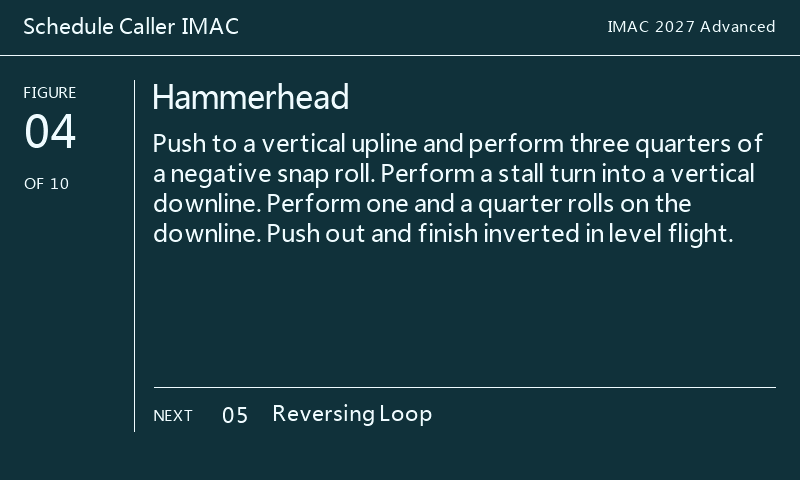 Schedule Caller IMAC
IMAC 2027 Advanced
FIGURE
04
OF 10
Hammerhead
Push to a vertical upline and perform three quarters of
a negative snap roll. Perform a stall turn into a vertical
downline. Perform one and a quarter rolls on the
downline. Push out and finish inverted in level flight.
NEXT 05 Reversing Loop